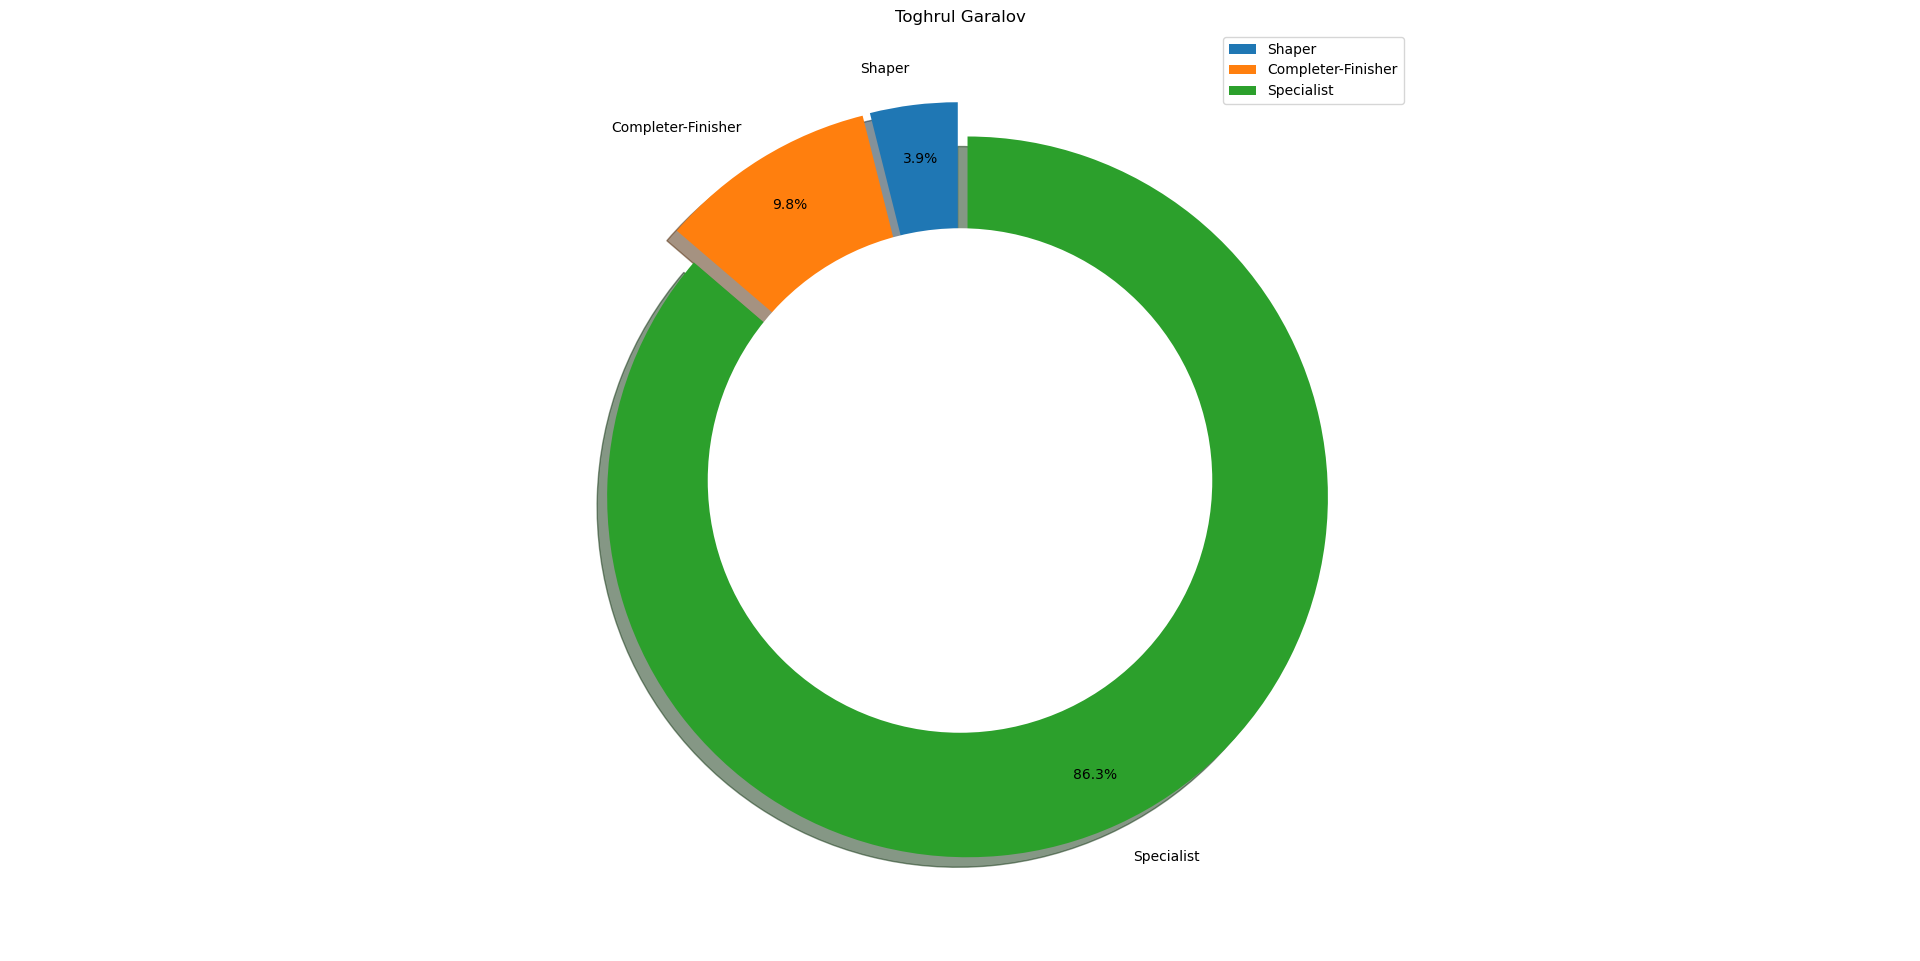 Toghrul Garalov
Shaper
Completer-Finisher
Specialist
Shaper
Completer-Finisher
3.9%
9.8%
86.3%
Specialist